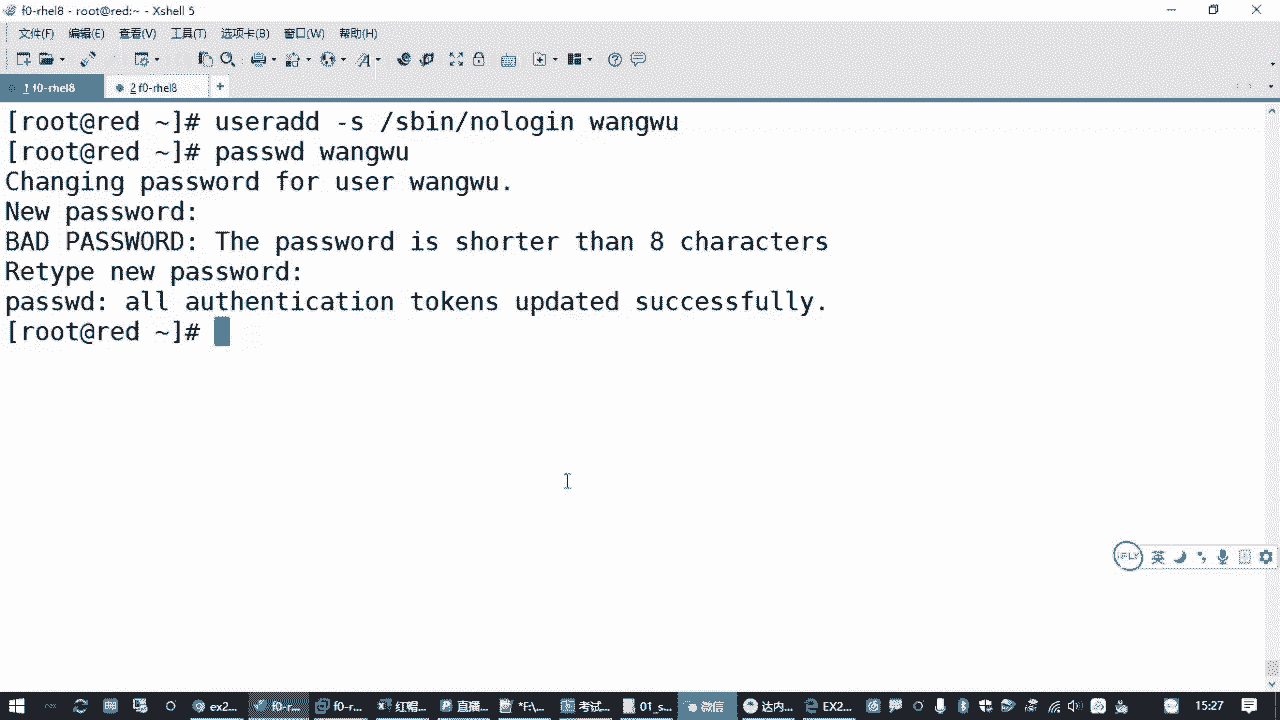 f0-rhel8 - root@red:~ - Xshell 5
文件(F) 编辑(E) 查看(V) 工具(T) 选项卡(B) 窗口(W) 帮助(H)
1 f0-rhel8 2 f0-rhel8 +
[root@red ~]# useradd -s /sbin/nologin wangwu
[root@red ~]# passwd wangwu
Changing password for user wangwu.
New password:
BAD PASSWORD: The password is shorter than 8 characters
Retype new password:
passwd: all authentication tokens updated successfully.
[root@red ~]#
iFLY 英
ex2... f0-r... f0-r... 红帽... 直播... *F:\... 考试... 01_s... 微信 达内... EX2... 15:27